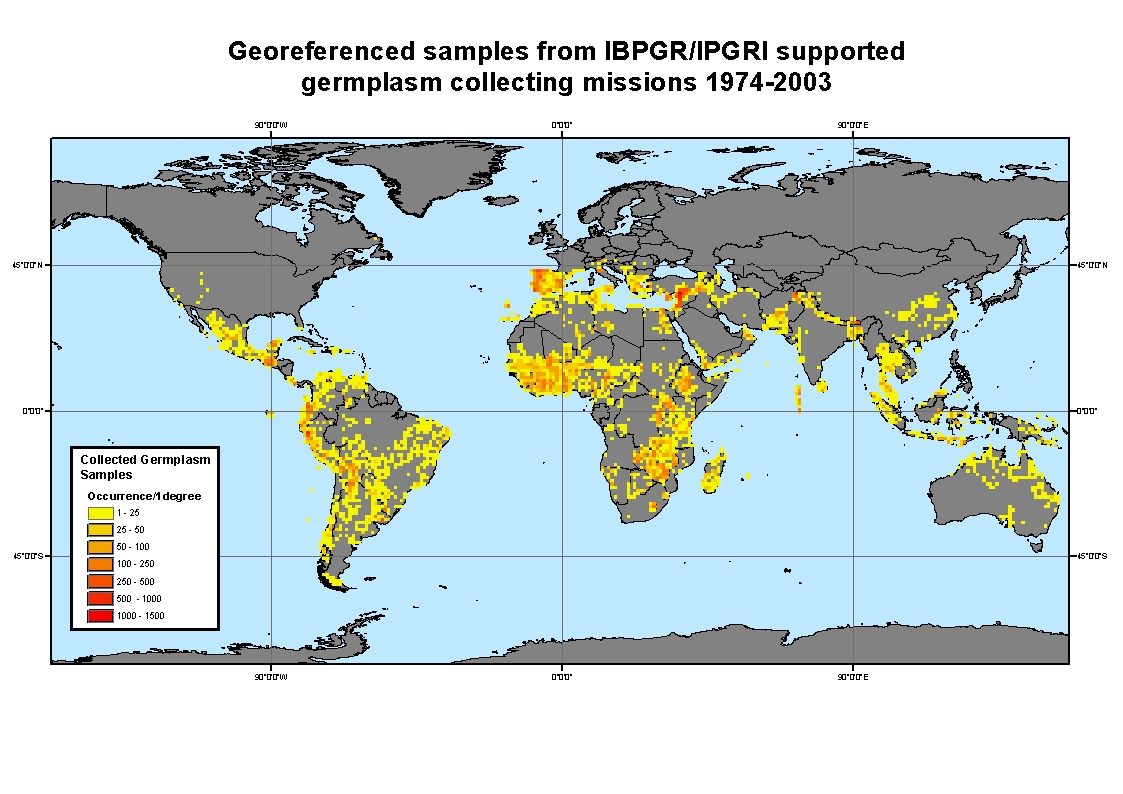 Georeferenced samples from IBPGR/IPGRI supported
germplasm collecting missions 1974-2003
90°0'0"W 0°0'0" 90°0'0"E
45°0'0"N 45°0'0"N
0°0'0" 0°0'0"
Collected Germplasm
Samples
Occurrence/1degree
1 - 25
25 - 50
50 - 100
100 - 250
250 - 500
500 - 1000
1000 - 1500
45°0'0"S 45°0'0"S
90°0'0"W 0°0'0" 90°0'0"E